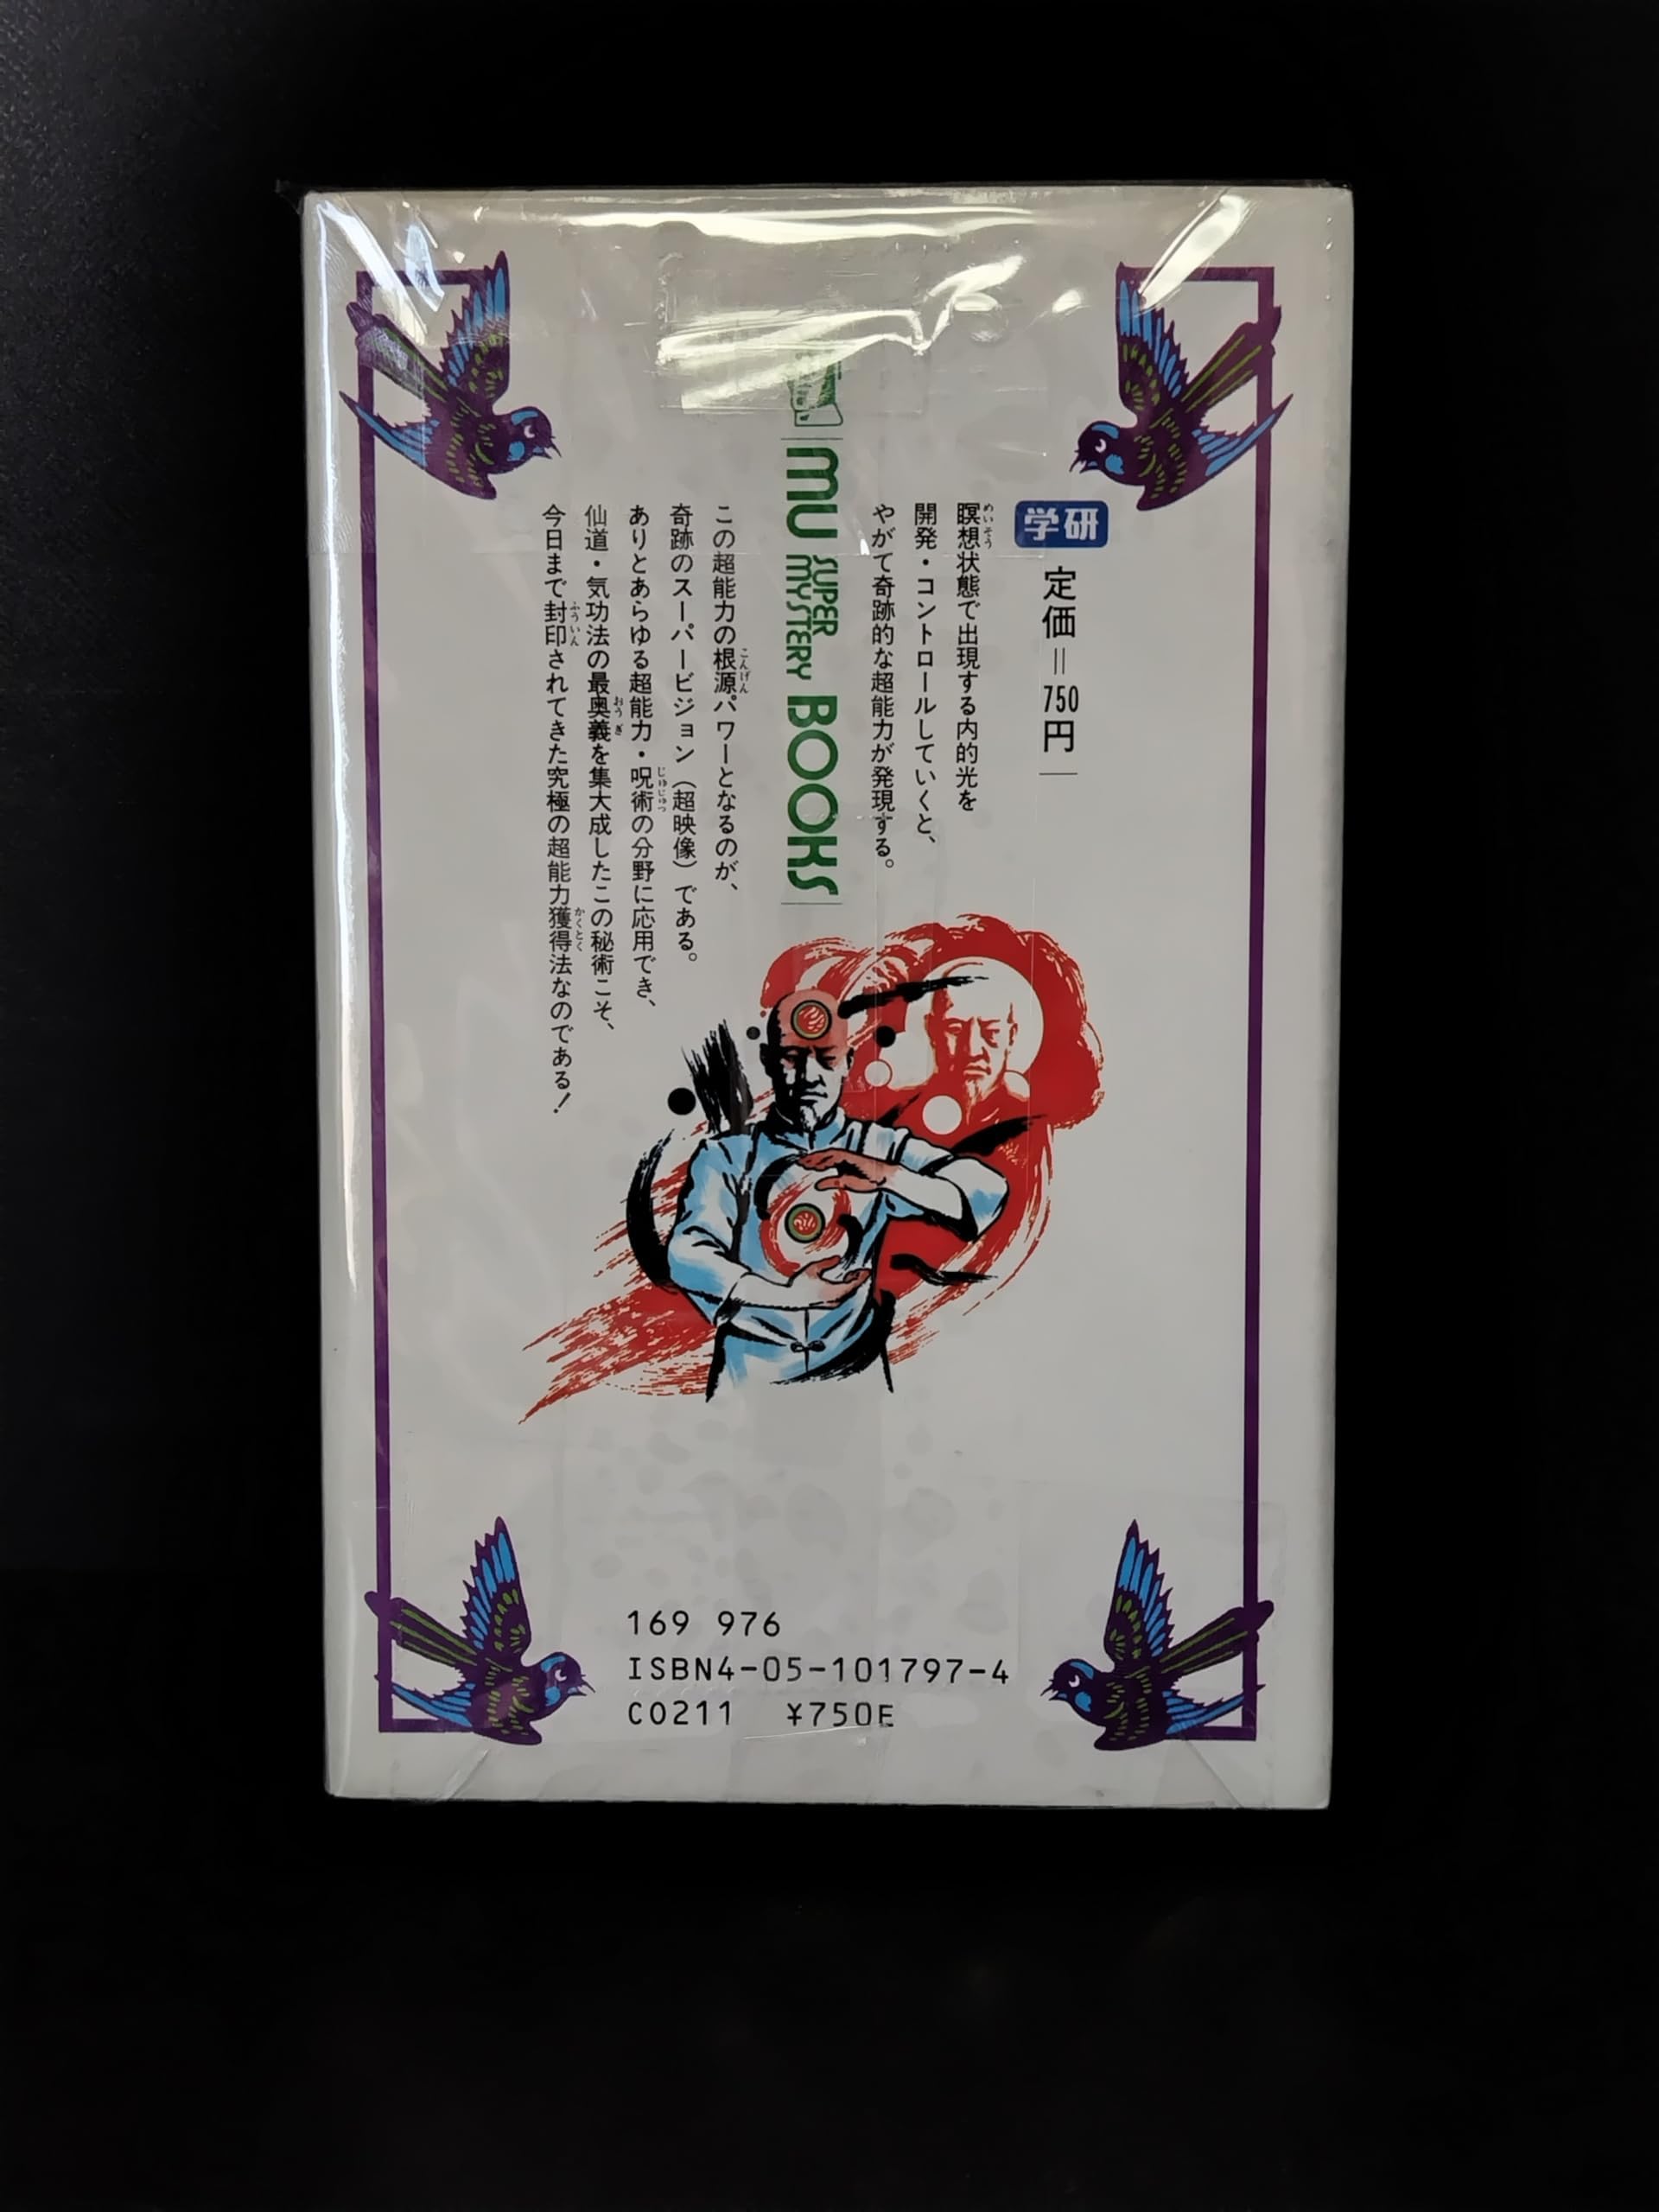 学研
定価=750円
瞑想状態で出現する内的光を
開発・コントロールしていくと、
やがて奇跡的な超能力が発現する。
MU SUPER MYSTERY BOOKS
この超能力の根源パワーとなるのが、
奇跡のスーパービジョン(超映像)である。
ありとあらゆる超能力・呪術の分野に応用でき、
仙道・気功法の最奥義を集大成したこの秘術こそ、
今日まで封印されてきた究極の超能力獲得法なのである!
169 976
ISBN4-05-101797-4
C0211 ¥750E